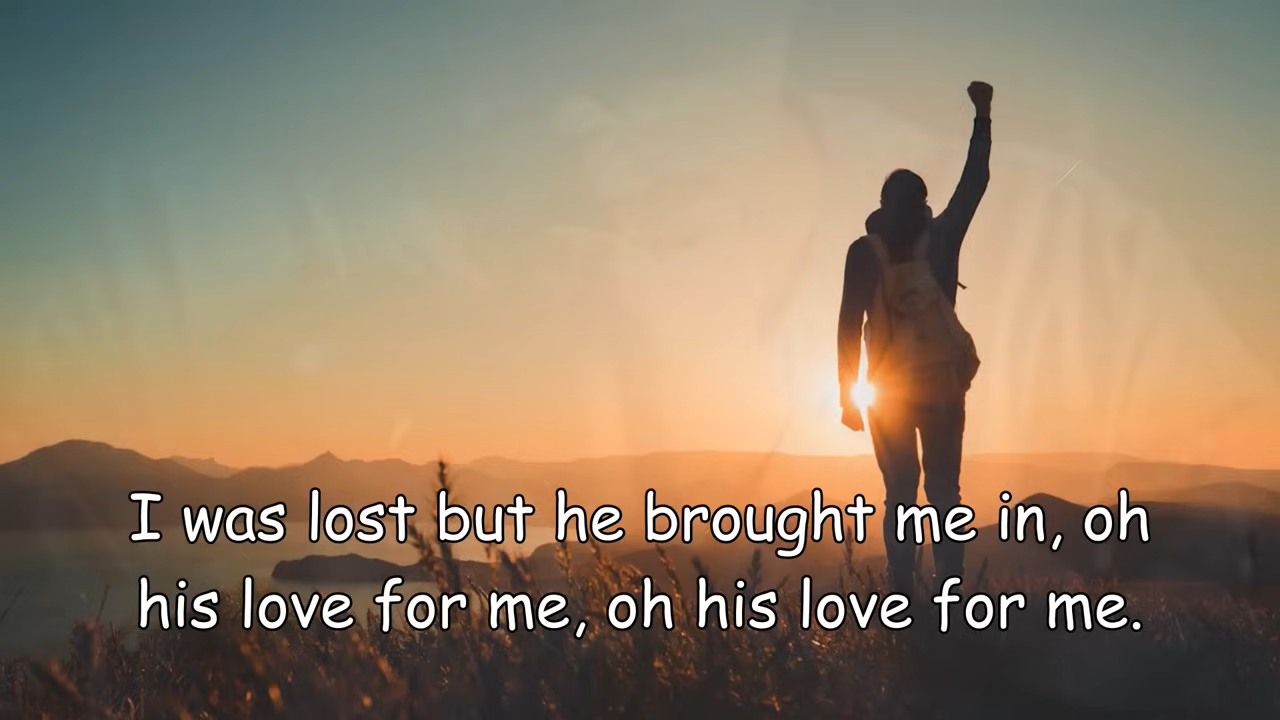 I was lost but he brought me in, oh
his love for me, oh his love for me.